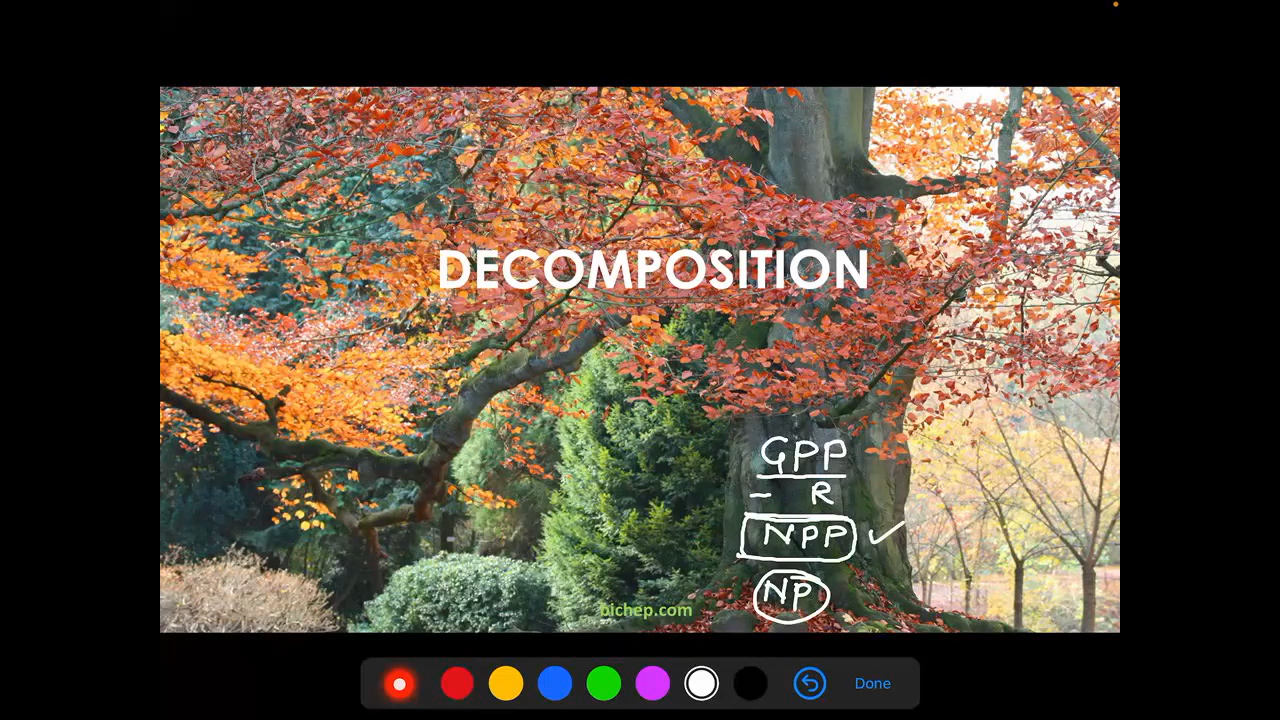 DECOMPOSITION
GPP
- R
NPP ✓
NP
bichep.com
Done